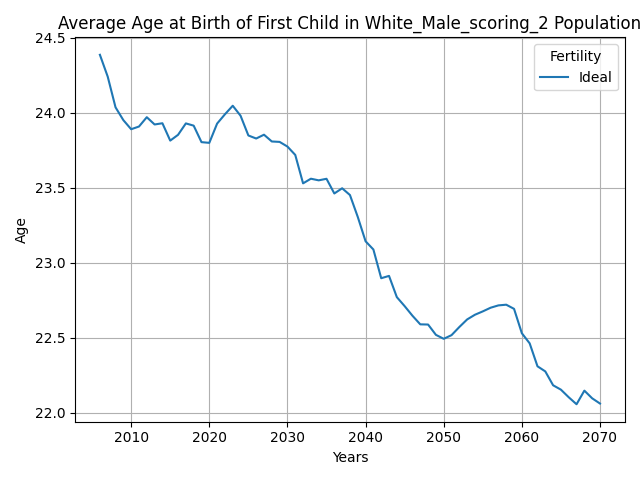 Average Age at Birth of First Child in White_Male_scoring_2 Population
24.5
24.0
23.5
23.0
22.5
22.0
Age
Fertility
Ideal
2010 2020 2030 2040 2050 2060 2070
Years